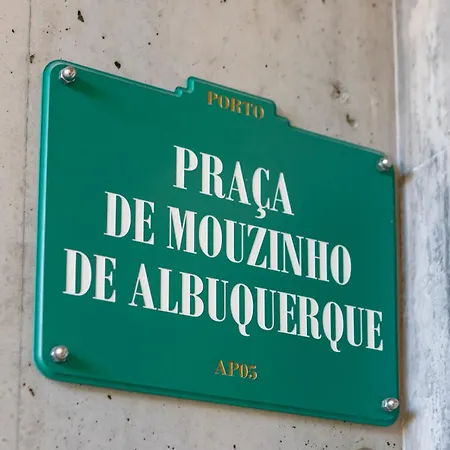 PORTO
PRAÇA
DE MOUZINHO
DE ALBUQUERQUE
AP05